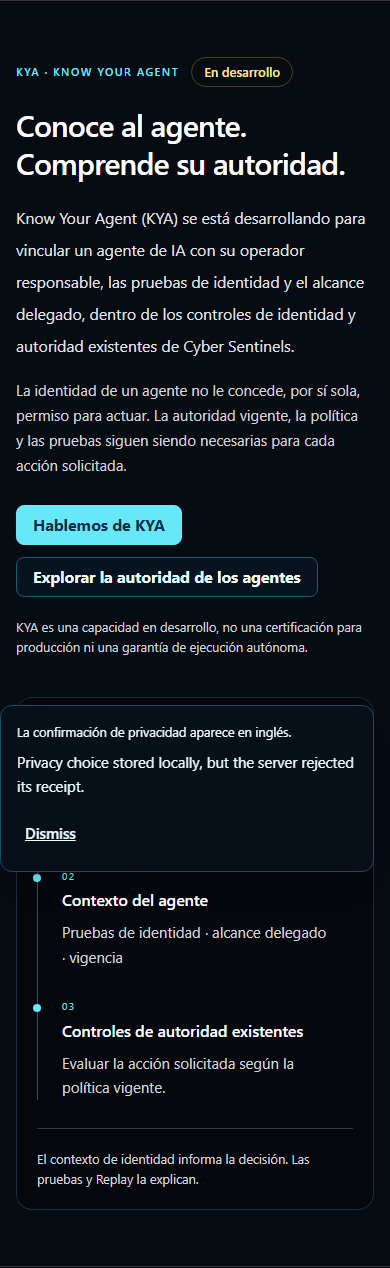 KYA · KNOW YOUR AGENT
En desarrollo
Conoce al agente.
Comprende su autoridad.
Know Your Agent (KYA) se está desarrollando para
vincular un agente de IA con su operador
responsable, las pruebas de identidad y el alcance
delegado, dentro de los controles de identidad y
autoridad existentes de Cyber Sentinels.
La identidad de un agente no le concede, por sí sola,
permiso para actuar. La autoridad vigente, la política
y las pruebas siguen siendo necesarias para cada
acción solicitada.
Hablemos de KYA
Explorar la autoridad de los agentes
KYA es una capacidad en desarrollo, no una certificación para
producción ni una garantía de ejecución autónoma.
La confirmación de privacidad aparece en inglés.
Privacy choice stored locally, but the server rejected
its receipt.
Dismiss
02
Contexto del agente
Pruebas de identidad · alcance delegado
· vigencia
03
Controles de autoridad existentes
Evaluar la acción solicitada según la
política vigente.
El contexto de identidad informa la decisión. Las
pruebas y Replay la explican.